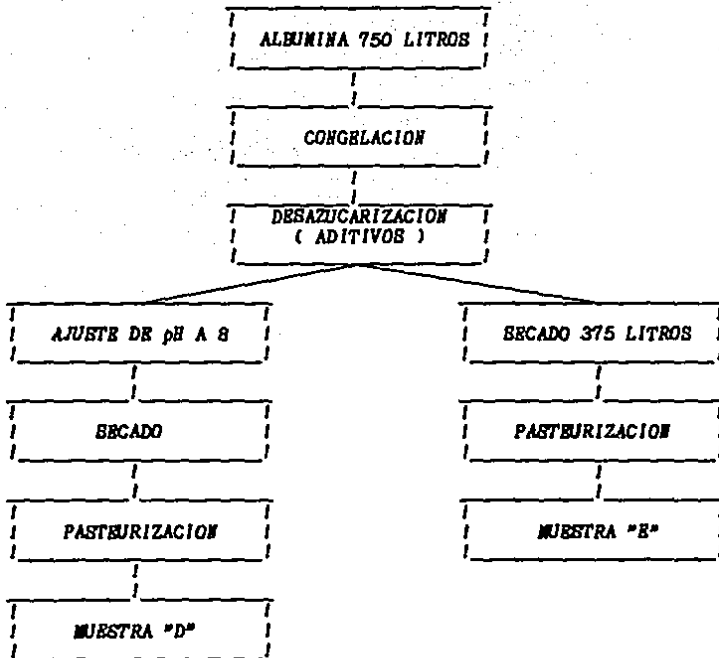 ALBUMINA 750 LITROS
CONGELACION
DESAZUCARIZACION
( ADITIVOS )
AJUSTE DE pH A 8
SECADO
PASTEURIZACION
MUESTRA "D"
SECADO 375 LITROS
PASTEURIZACION
MUESTRA "E"